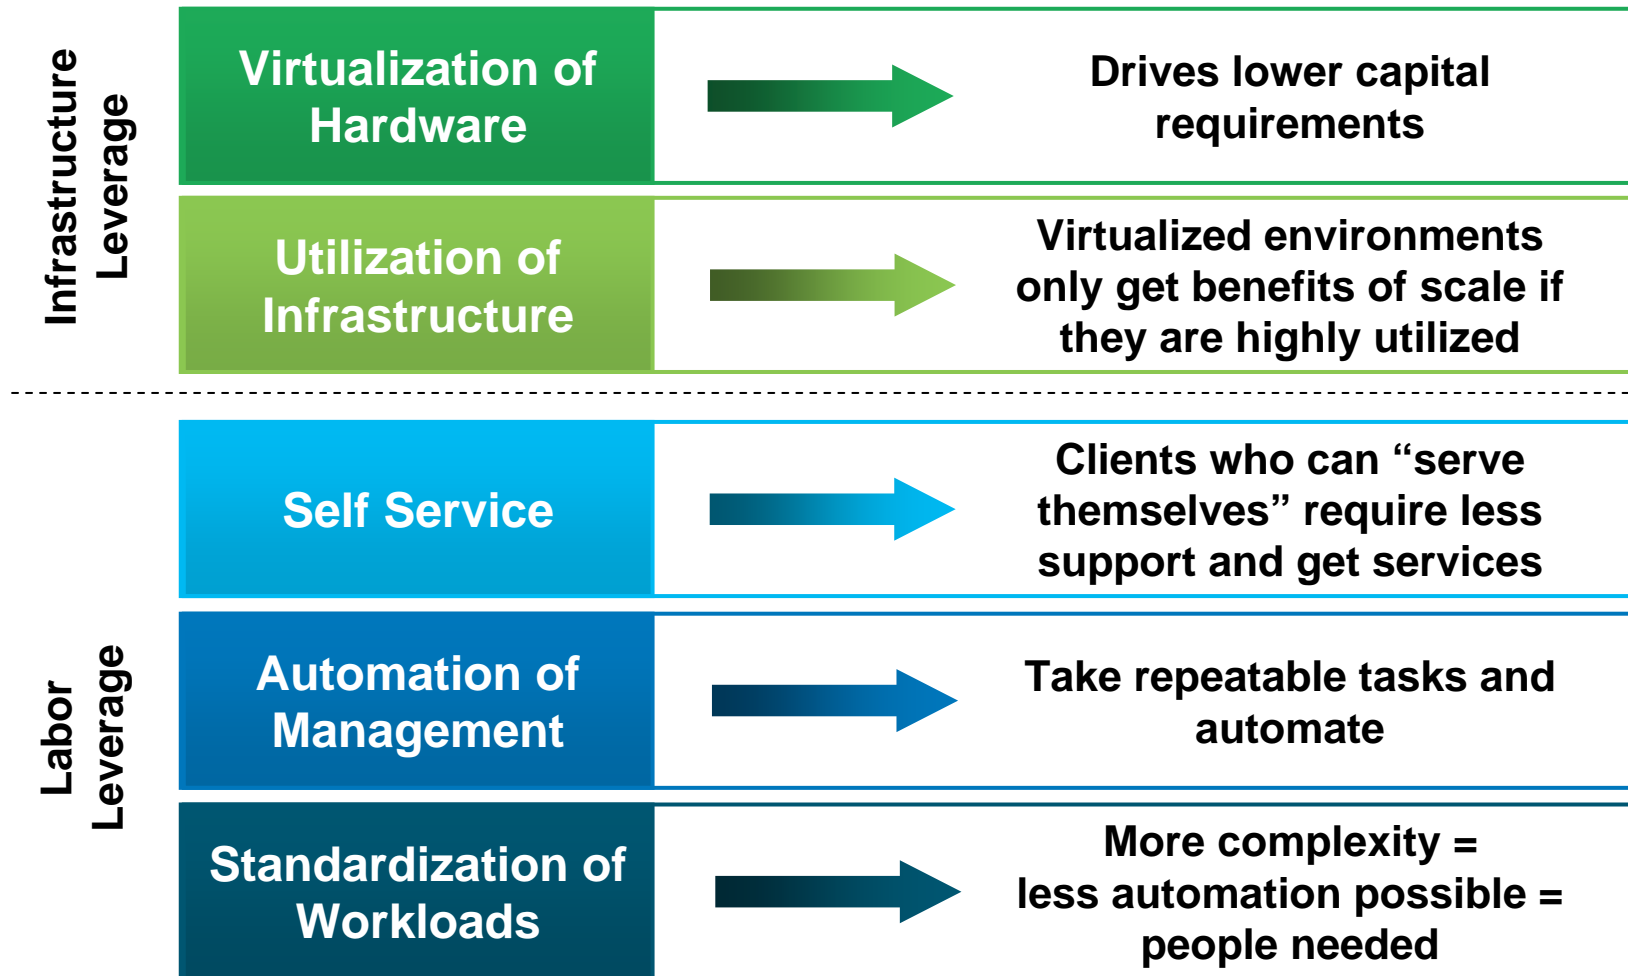 Infrastructure
Leverage
Virtualization of
Hardware
Drives lower capital
requirements
Utilization of
Infrastructure
Virtualized environments
only get benefits of scale if
they are highly utilized
Labor
Leverage
Self Service
Clients who can “serve
themselves” require less
support and get services
Automation of
Management
Take repeatable tasks and
automate
Standardization of
Workloads
More complexity =
less automation possible =
people needed